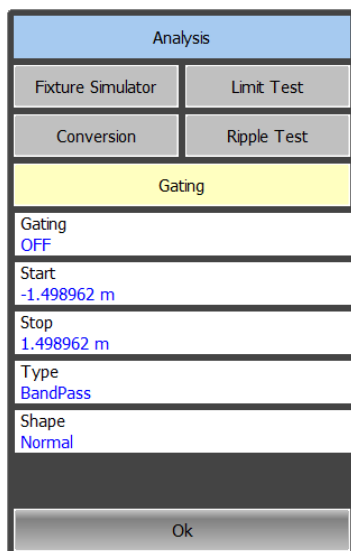 Analysis
Fixture Simulator
Limit Test
Conversion
Ripple Test
Gating
Gating
OFF
Start
-1.498962 m
Stop
1.498962 m
Type
BandPass
Shape
Normal
Ok